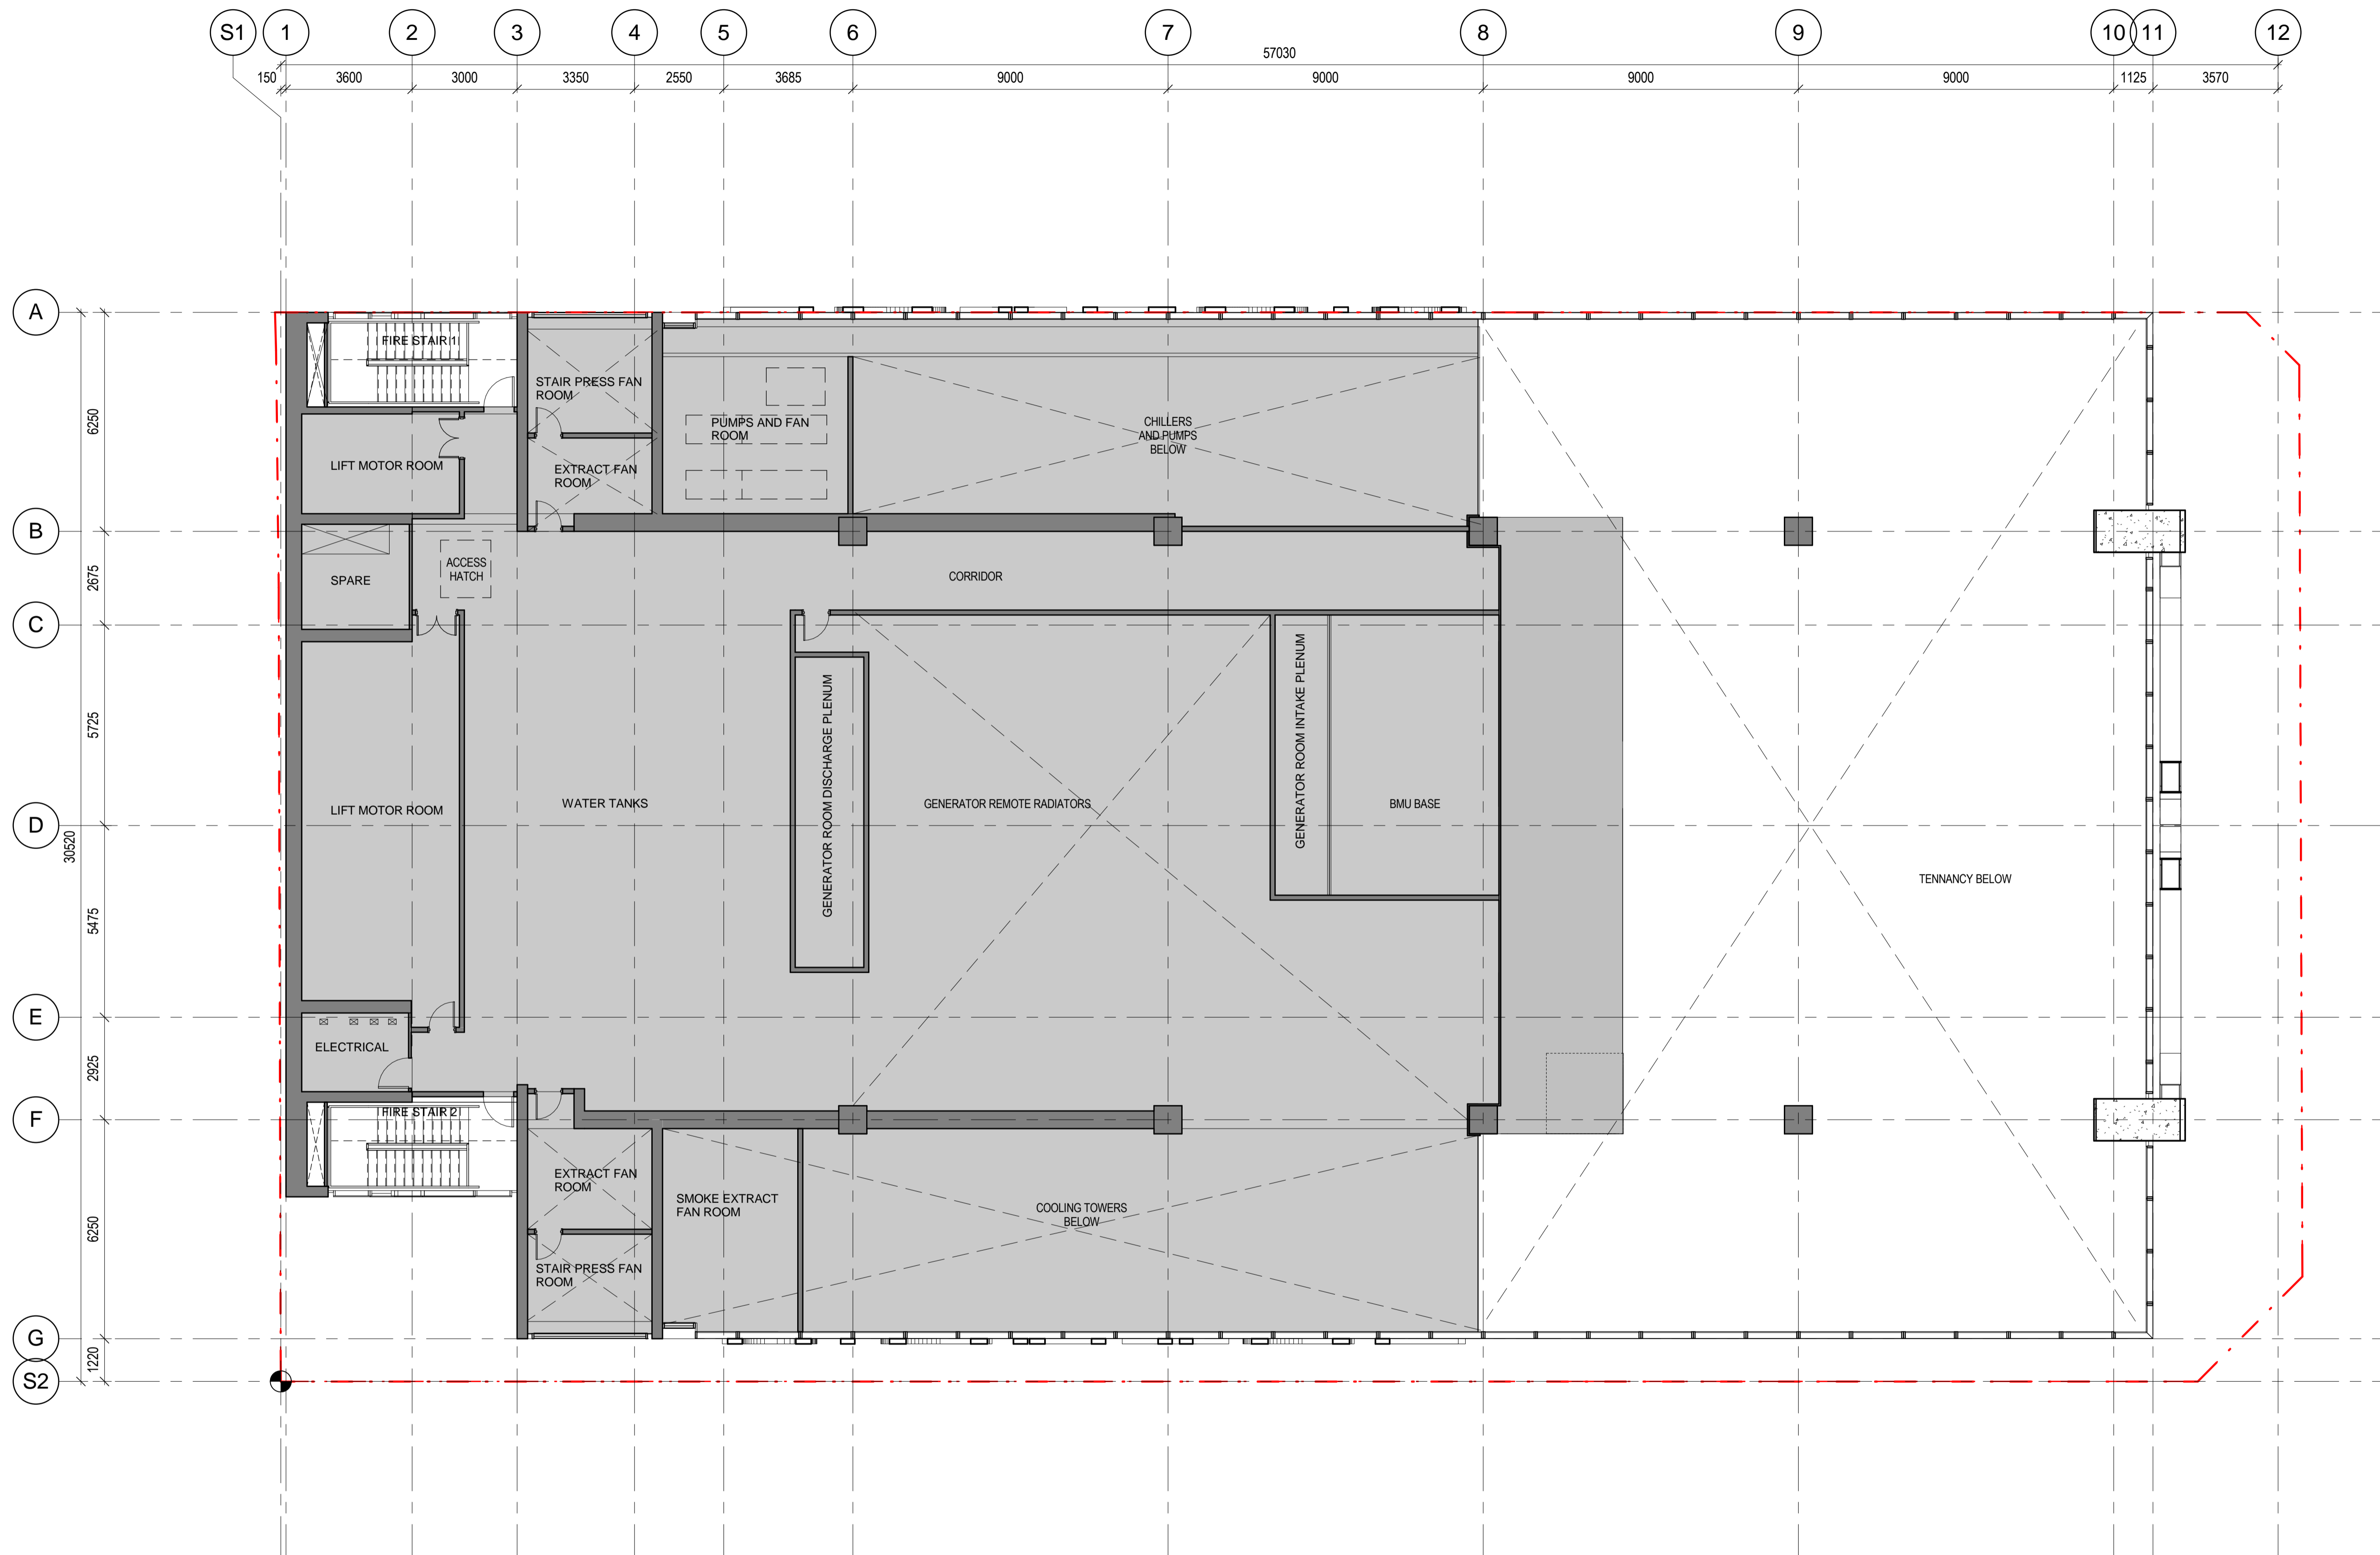 S1 1 2 3 4 5 6 7 8 9 10 11 12
57030
150 3600 3000 3350 2550 3685 9000 9000 9000 9000 1125 3570
A
FIRE STAIR 1
STAIR PRESS FAN
ROOM
6250
PUMPS AND FAN
ROOM
CHILLERS
AND PUMPS
BELOW
LIFT MOTOR ROOM
EXTRACT FAN
ROOM
B
2675
SPARE
ACCESS
HATCH
CORRIDOR
C
5725
LIFT MOTOR ROOM
WATER TANKS
GENERATOR ROOM DISCHARGE PLENUM
GENERATOR REMOTE RADIATORS
GENERATOR ROOM INTAKE PLENUM
BMU BASE
D
30520
TENNANCY BELOW
5475
E
ELECTRICAL
2925
F
FIRE STAIR 2
EXTRACT FAN
ROOM
SMOKE EXTRACT
FAN ROOM
COOLING TOWERS
BELOW
6250
STAIR PRESS FAN
ROOM
G
1220
S2